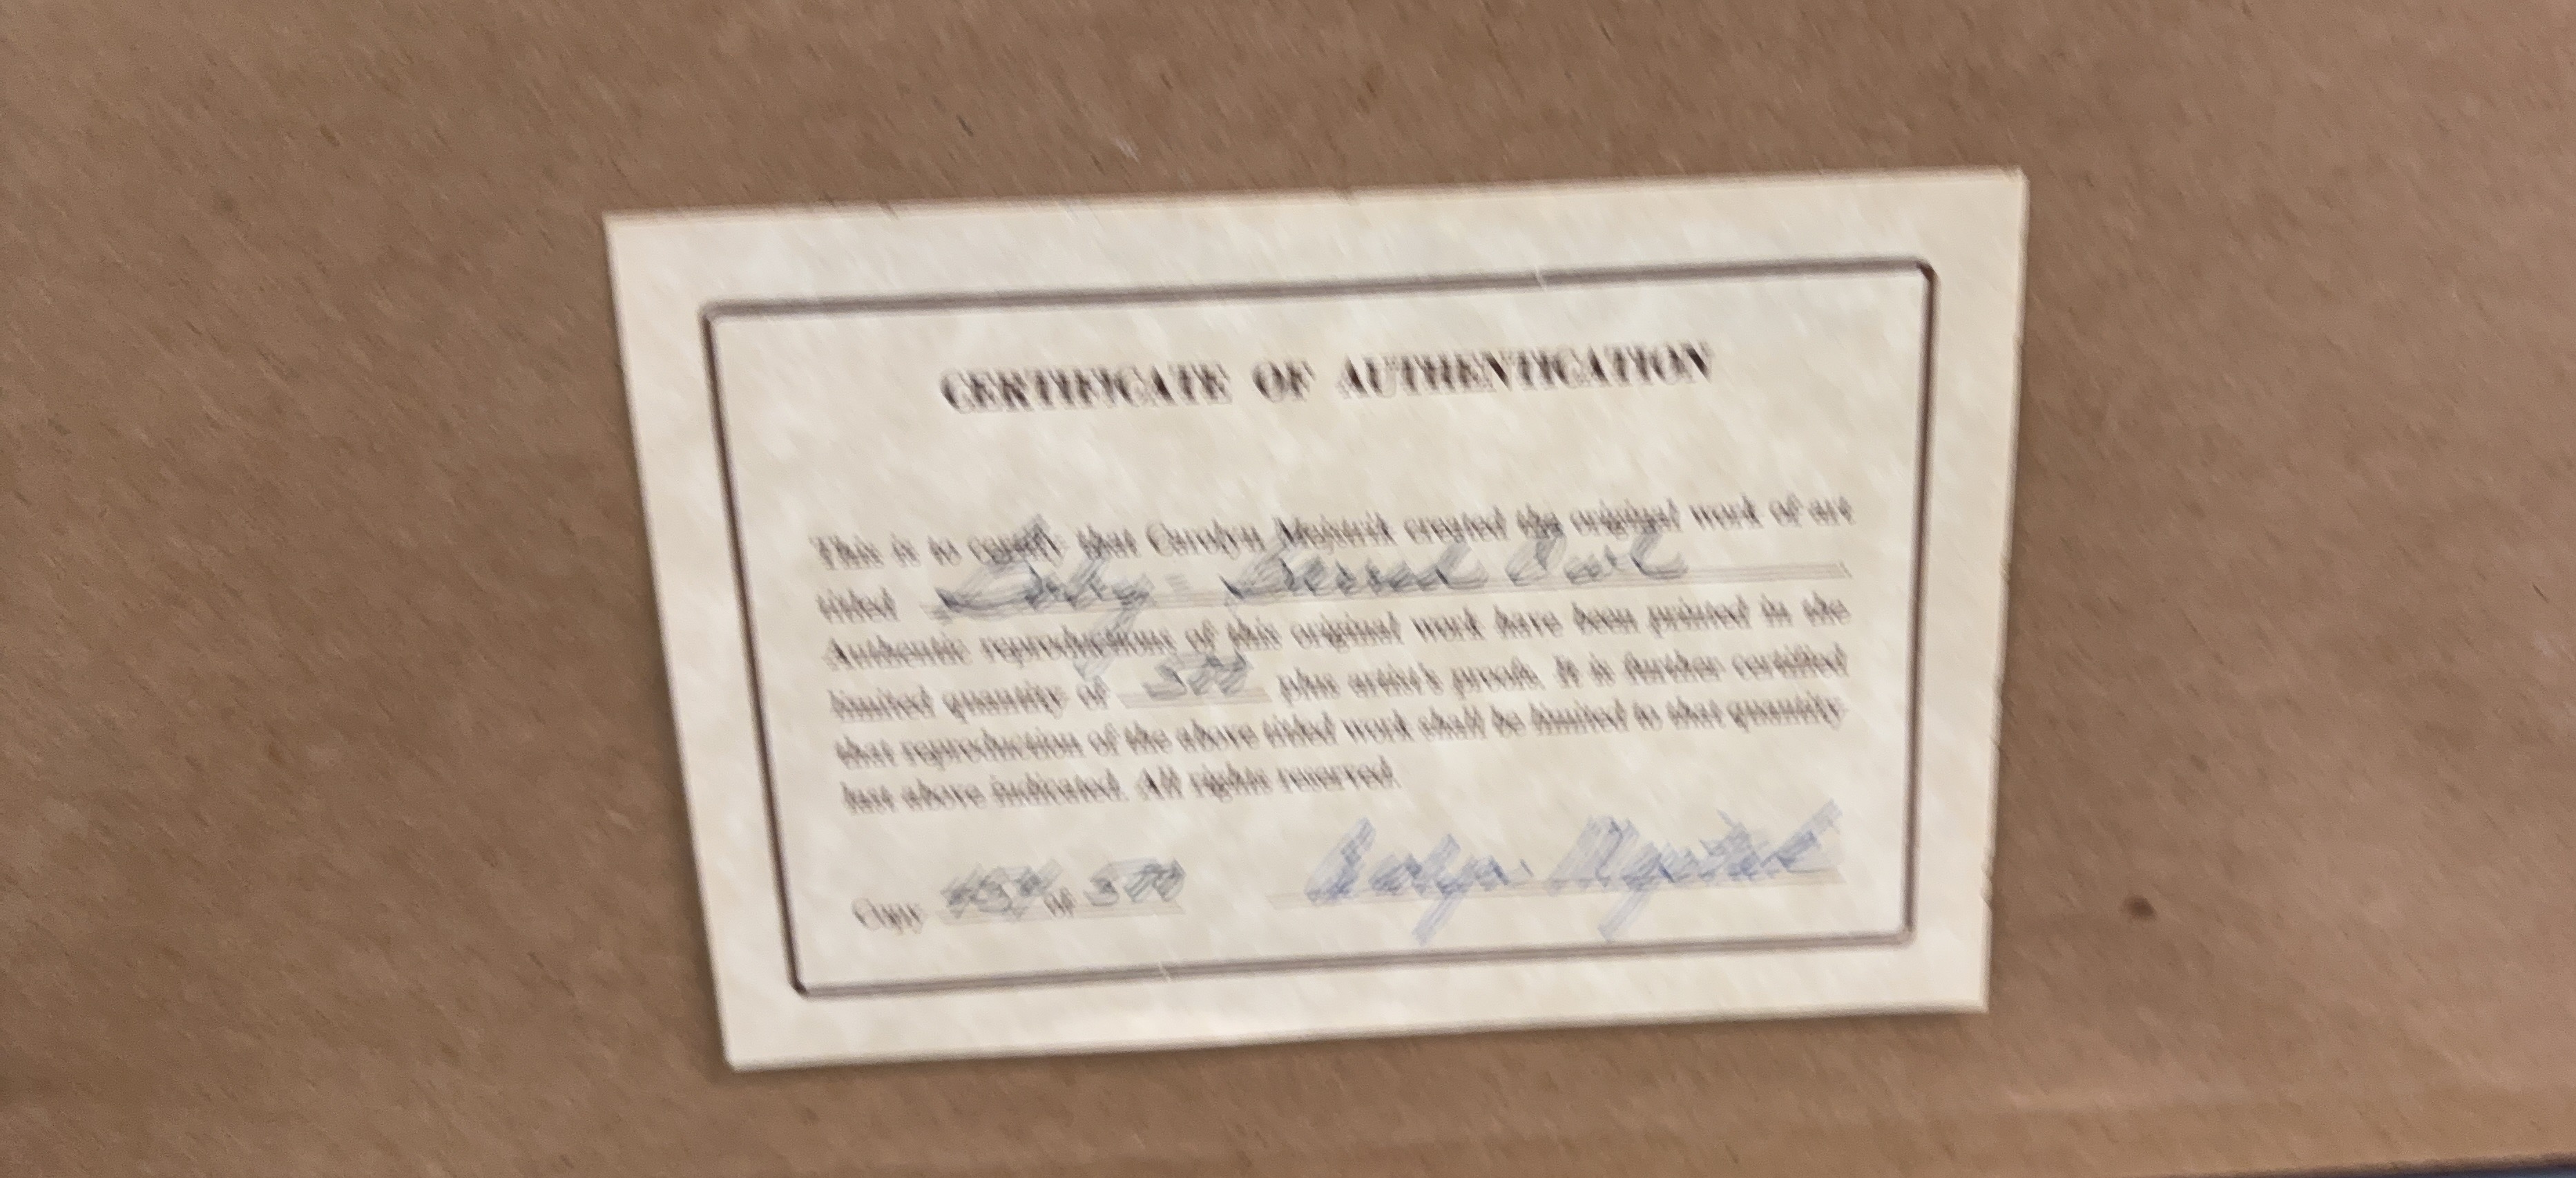 CERTIFICATE OF AUTHENTICATION
This is to certify that Carolyn Majewski created the original work of art
titled Baby Barred Owl
Authentic reproductions of this original work have been printed in the
limited quantity of 500 plus artist's proofs. It is further certified
that reproduction of the above titled work shall be limited to that quantity
last above indicated. All rights reserved.
Copy of 500 Carolyn